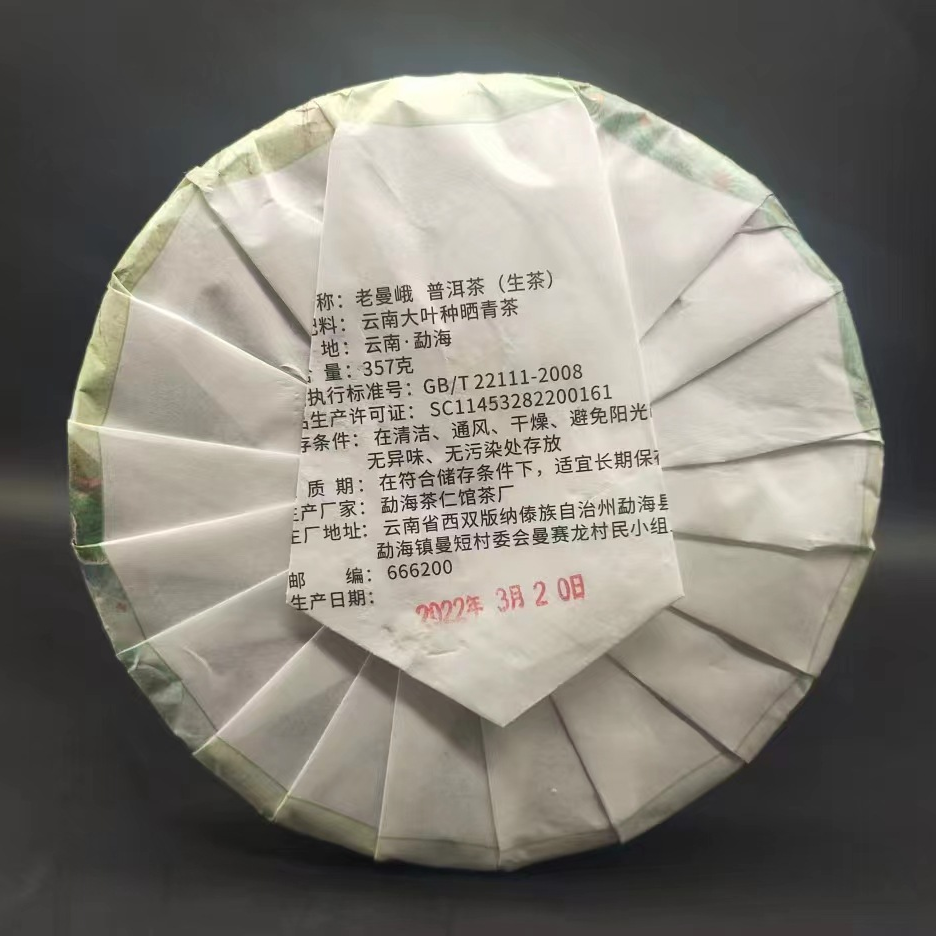 称：老曼峨 普洱茶（生茶）
料：云南大叶种晒青茶
地：云南·勐海
量：357克
执行标准号：GB/T 22111-2008
生产许可证：SC11453282200161
存条件：在清洁、通风、干燥、避免阳光
无异味、无污染处存放
质 期：在符合储存条件下，适宜长期保存
生产厂家：勐海茶仁馆茶厂
生厂地址：云南省西双版纳傣族自治州勐海县
勐海镇曼短村委会曼赛龙村民小组
邮 编：666200
生产日期：
2022年 3月 2 0日